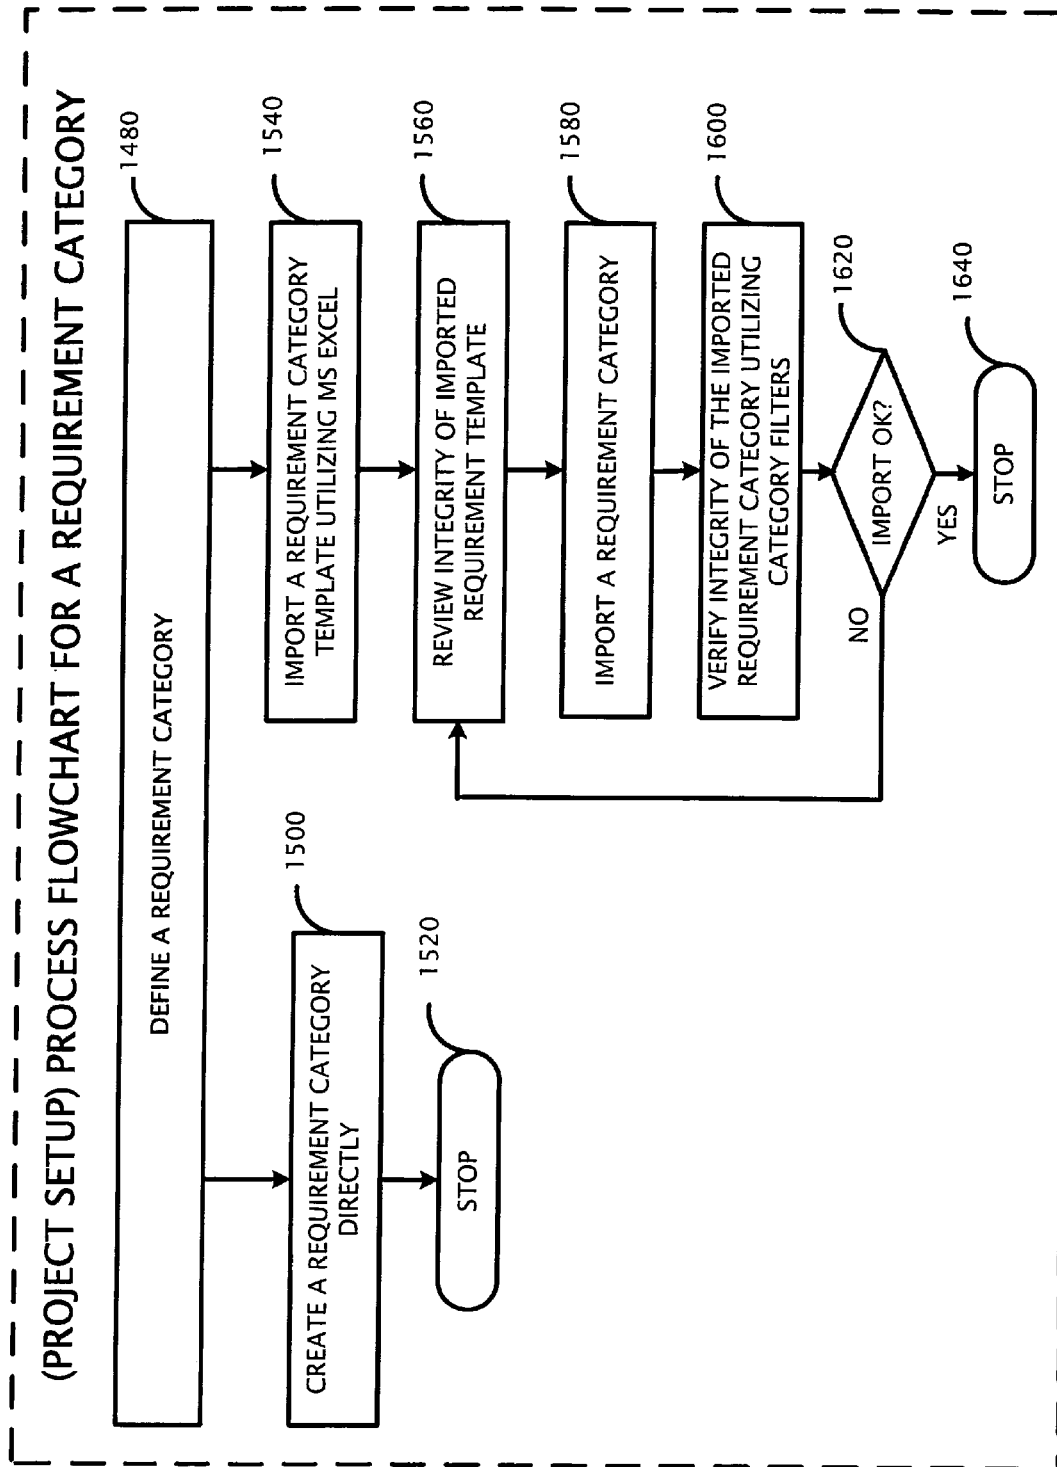 (PROJECT SETUP) PROCESS FLOWCHART FOR A REQUIREMENT CATEGORY
1480
DEFINE A REQUIREMENT CATEGORY
1500
CREATE A REQUIREMENT CATEGORY
DIRECTLY
1520
STOP
1540
IMPORT A REQUIREMENT CATEGORY
TEMPLATE UTILIZING MS EXCEL
1560
REVIEW INTEGRITY OF IMPORTED
REQUIREMENT TEMPLATE
1580
IMPORT A REQUIREMENT CATEGORY
1600
VERIFY INTEGRITY OF THE IMPORTED
REQUIREMENT CATEGORY UTILIZING
CATEGORY FILTERS
1620
IMPORT OK?
NO
YES
1640
STOP